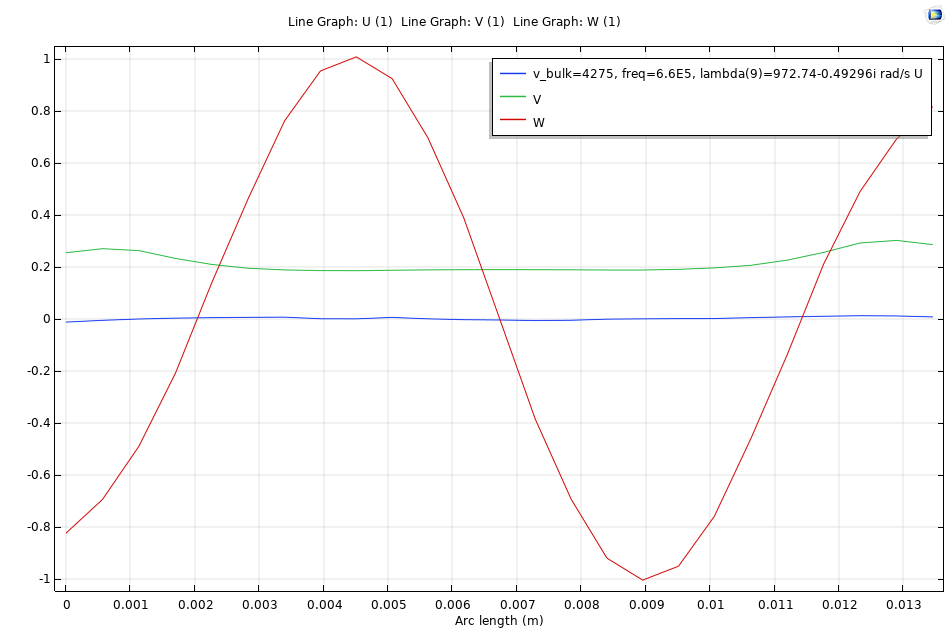 Line Graph: U (1)  Line Graph: V (1)  Line Graph: W (1)
v_bulk=4275, freq=6.6E5, lambda(9)=972.74-0.49296i rad/s U
V
W
1
0.8
0.6
0.4
0.2
0
-0.2
-0.4
-0.6
-0.8
-1
0 0.001 0.002 0.003 0.004 0.005 0.006 0.007 0.008 0.009 0.01 0.011 0.012 0.013
Arc length (m)